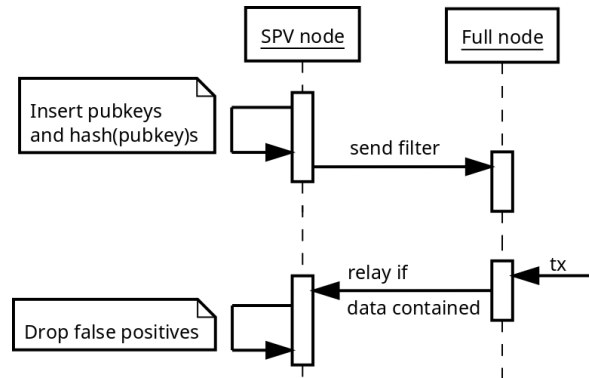 SPV node
Full node
Insert pubkeys
and hash(pubkey)s
send filter
tx
relay if
data contained
Drop false positives